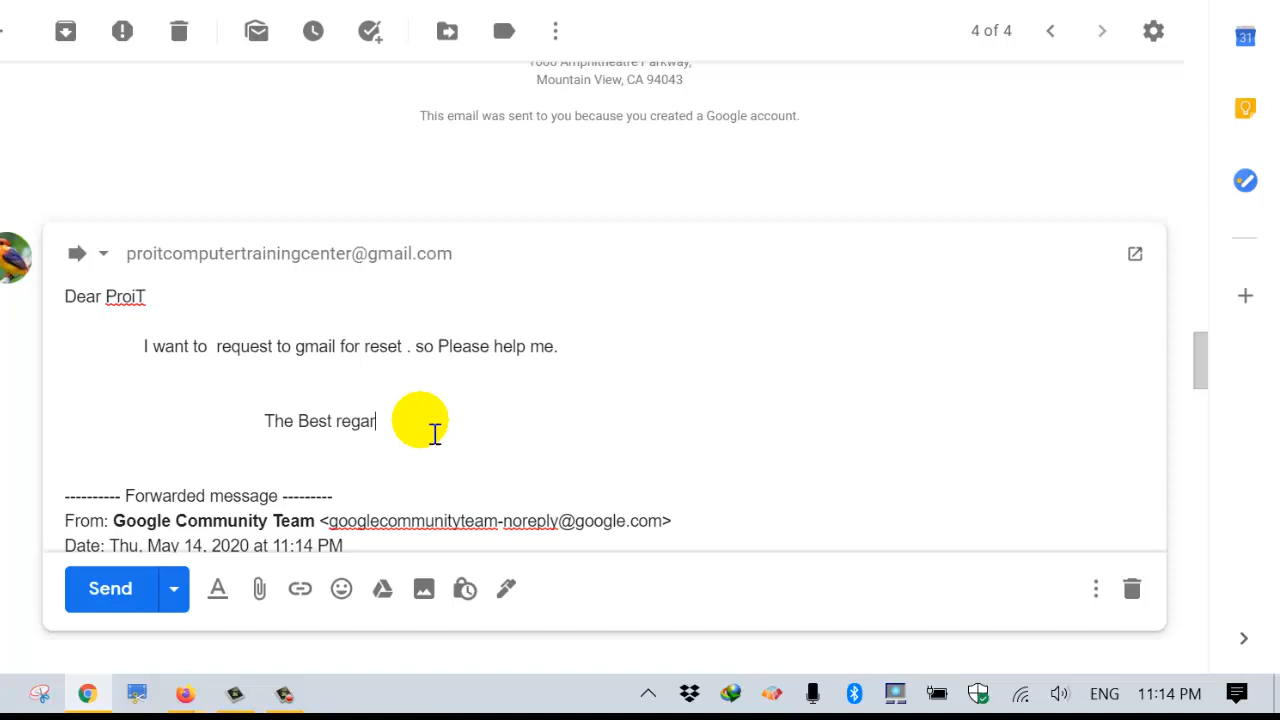 4 of 4
31
1600 Amphitheatre Parkway,
Mountain View, CA 94043
This email was sent to you because you created a Google account.
proitcomputertrainingcenter@gmail.com
Dear ProiT
I want to  request to gmail for reset . so Please help me.
The Best regar
---------- Forwarded message ---------
From: Google Community Team <googlecommunityteam-noreply@google.com>
Date: Thu, May 14, 2020 at 11:14 PM
Send
ENG
11:14 PM